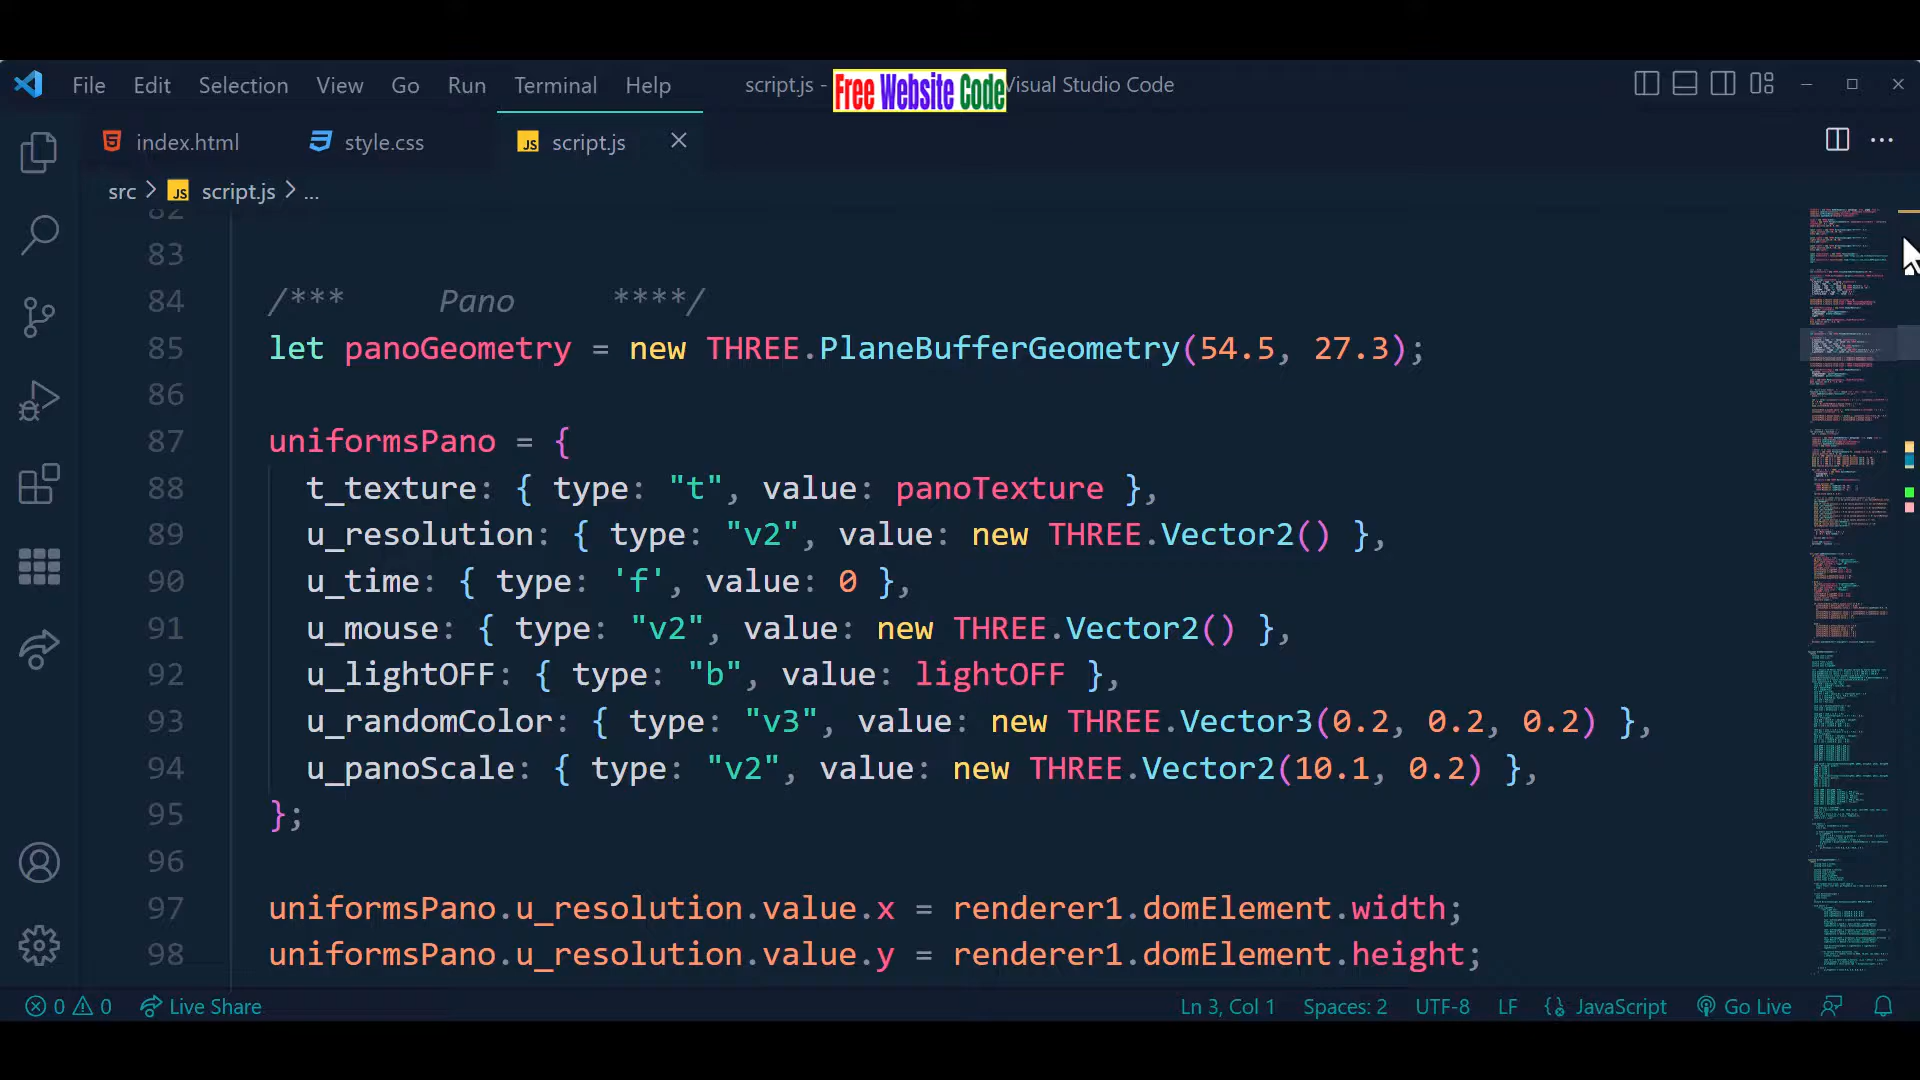 File Edit Selection View Go Run Terminal Help script.js - Free Website Code Visual Studio Code
index.html style.css JS script.js
src > JS script.js > ...
82
83
84 /*** Pano ****/
85 let panoGeometry = new THREE.PlaneBufferGeometry(54.5, 27.3);
86
87 uniformsPano = {
88 t_texture: { type: "t", value: panoTexture },
89 u_resolution: { type: "v2", value: new THREE.Vector2() },
90 u_time: { type: 'f', value: 0 },
91 u_mouse: { type: "v2", value: new THREE.Vector2() },
92 u_lightOFF: { type: "b", value: lightOFF },
93 u_randomColor: { type: "v3", value: new THREE.Vector3(0.2, 0.2, 0.2) },
94 u_panoScale: { type: "v2", value: new THREE.Vector2(10.1, 0.2) },
95 };
96
97 uniformsPano.u_resolution.value.x = renderer1.domElement.width;
98 uniformsPano.u_resolution.value.y = renderer1.domElement.height;
0 0 Live Share Ln 3, Col 1 Spaces: 2 UTF-8 LF {} JavaScript Go Live